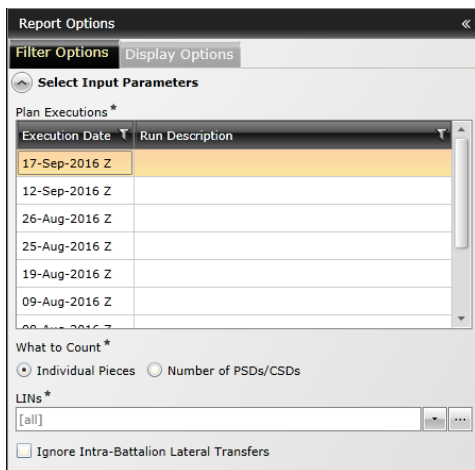 Report Options «
Filter Options Display Options
Select Input Parameters
Plan Executions *
Execution Date Run Description
17-Sep-2016 Z
12-Sep-2016 Z
26-Aug-2016 Z
25-Aug-2016 Z
19-Aug-2016 Z
09-Aug-2016 Z
What to Count *
Individual Pieces Number of PSDs/CSDs
LINs *
[all] ...
Ignore Intra-Battalion Lateral Transfers